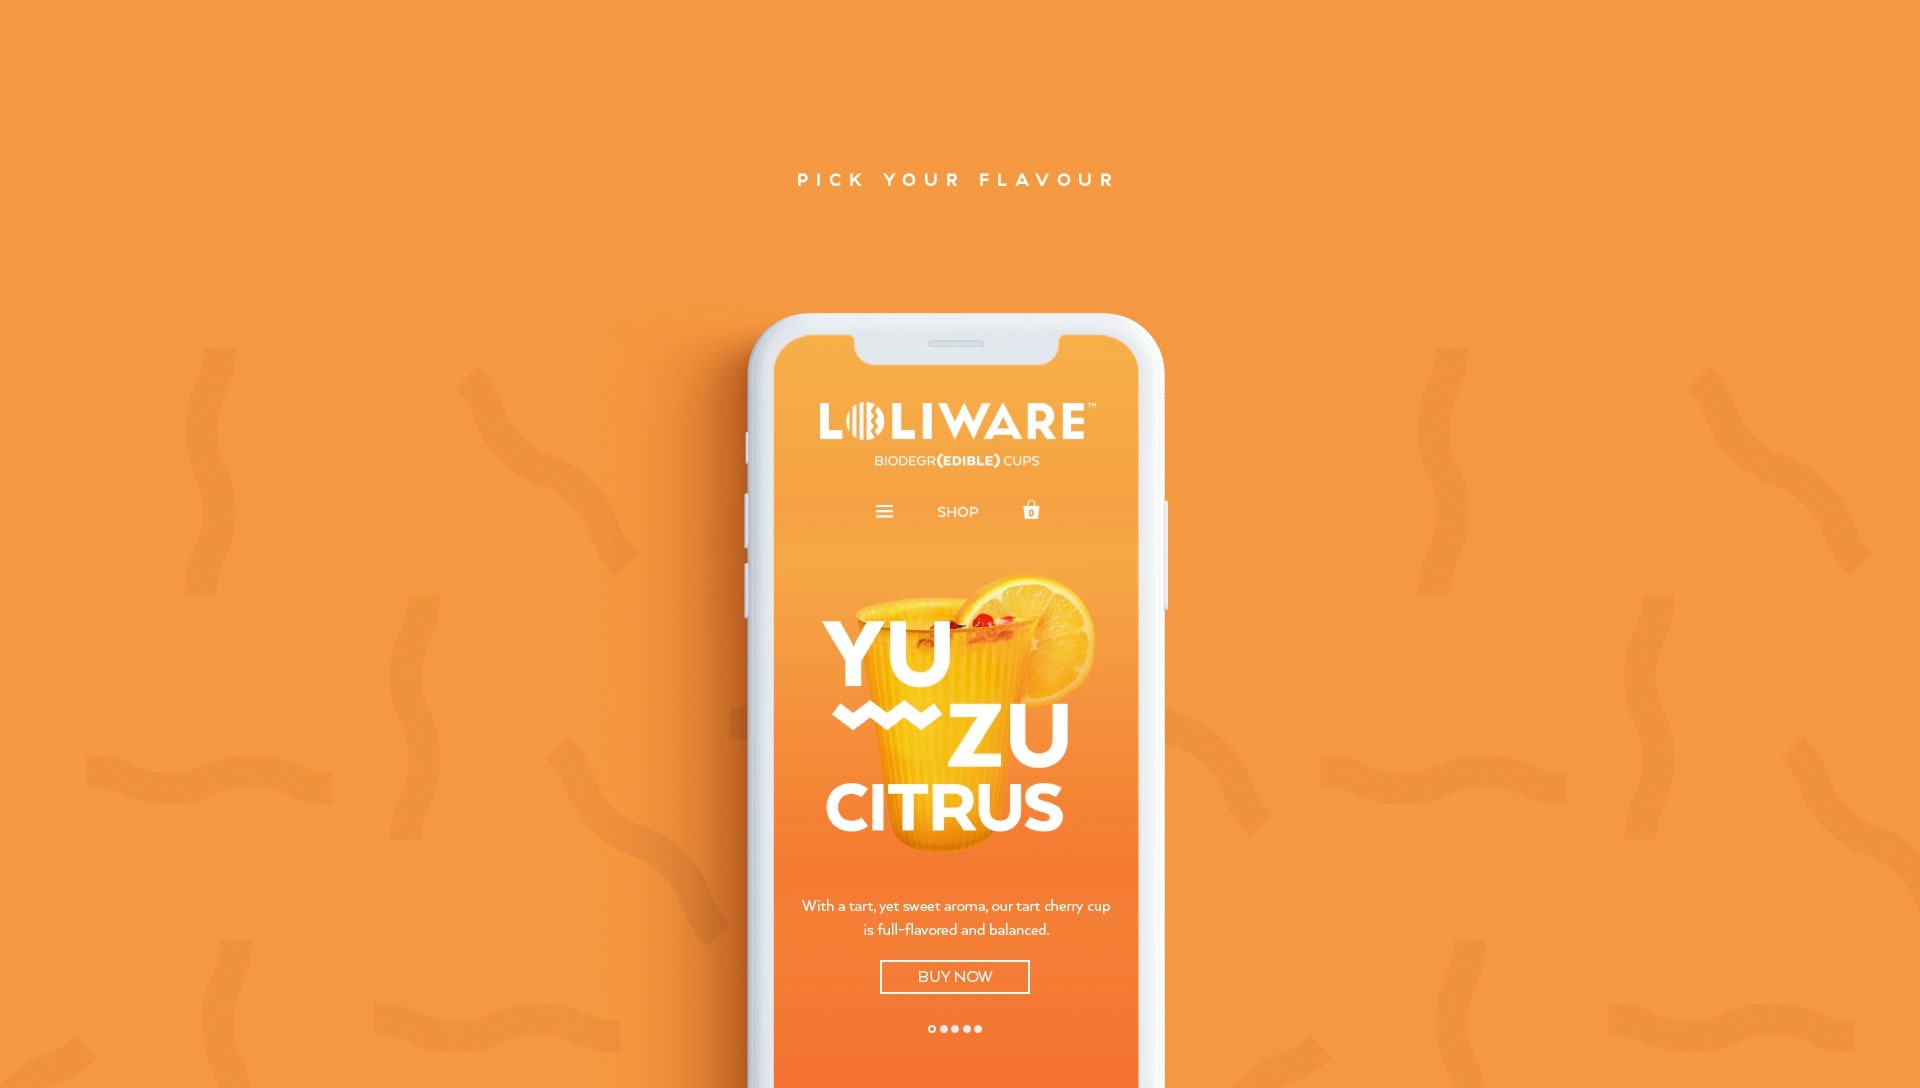 PICK YOUR FLAVOUR
LOLIWARE™
BIODEGR(EDIBLE) CUPS
SHOP
0
YU
ZU
CITRUS
With a tart, yet sweet aroma, our tart cherry cup
is full-flavored and balanced.
BUY NOW